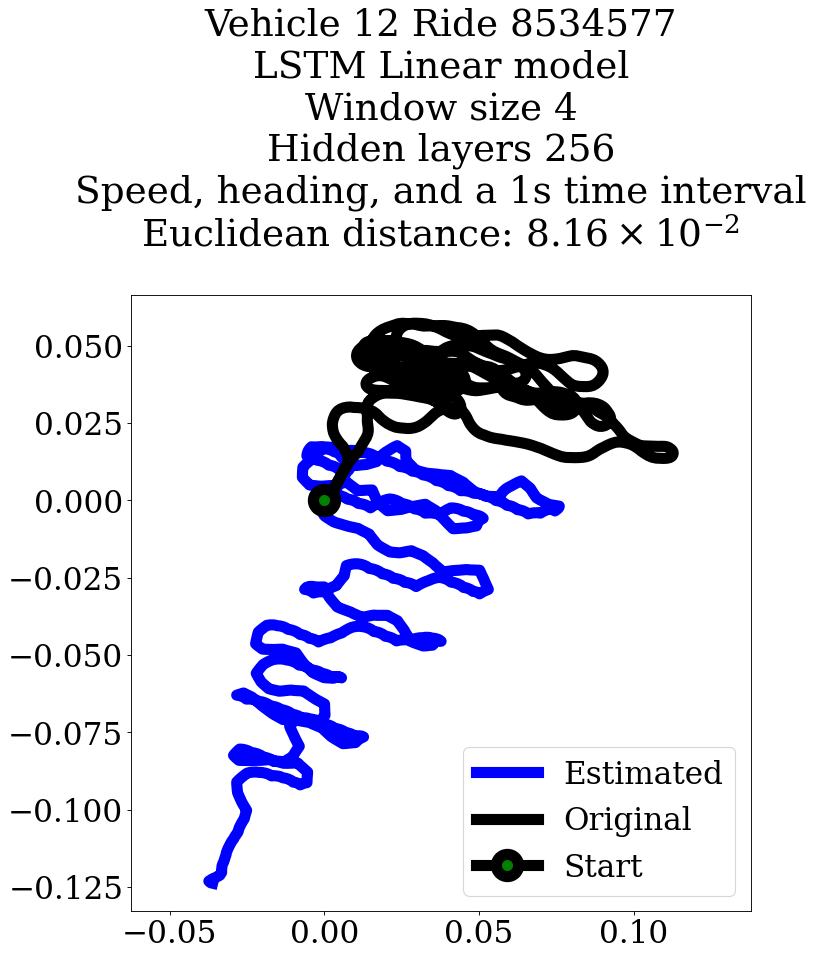 Vehicle 12 Ride 8534577
LSTM Linear model
Window size 4
Hidden layers 256
Speed, heading, and a 1s time interval
Euclidean distance: 8.16 × 10⁻²
0.050
0.025
0.000
−0.025
−0.050
−0.075
−0.100
−0.125
−0.05 0.00 0.05 0.10
Estimated
Original
Start